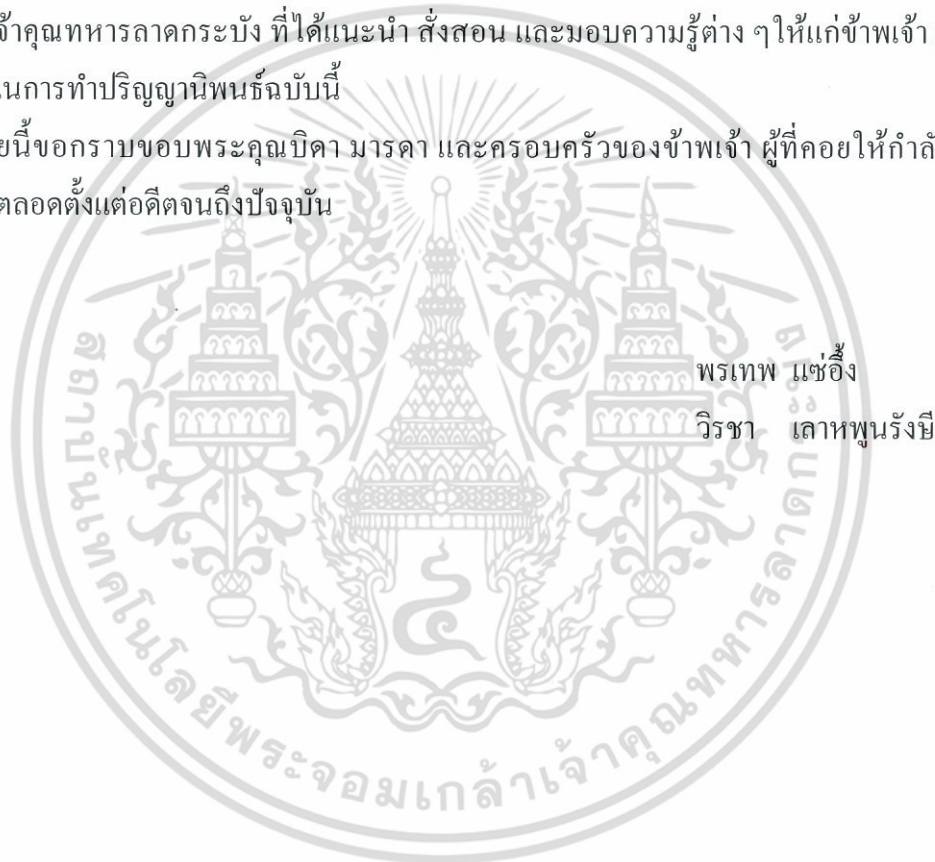 จ้าคุณทหารลาดกระบัง ที่ได้แนะนำ สั่งสอน และมอบความรู้ต่าง ๆให้แก่ข้าพเจ้า
นการทำปริญญานิพนธ์ฉบับนี้
ยนี้ขอกราบขอบพระคุณบิดา มารดา และครอบครัวของข้าพเจ้า ผู้ที่คอยให้กำลั
ตลอดตั้งแต่อดีตจนถึงปัจจุบัน
พรเทพ แซ่อึ้ง
วิรชา เลาหพูนรังษี
สถาบันเทคโนโลยีพระจอมเกล้าเจ้าคุณทหารลาดกระบัง